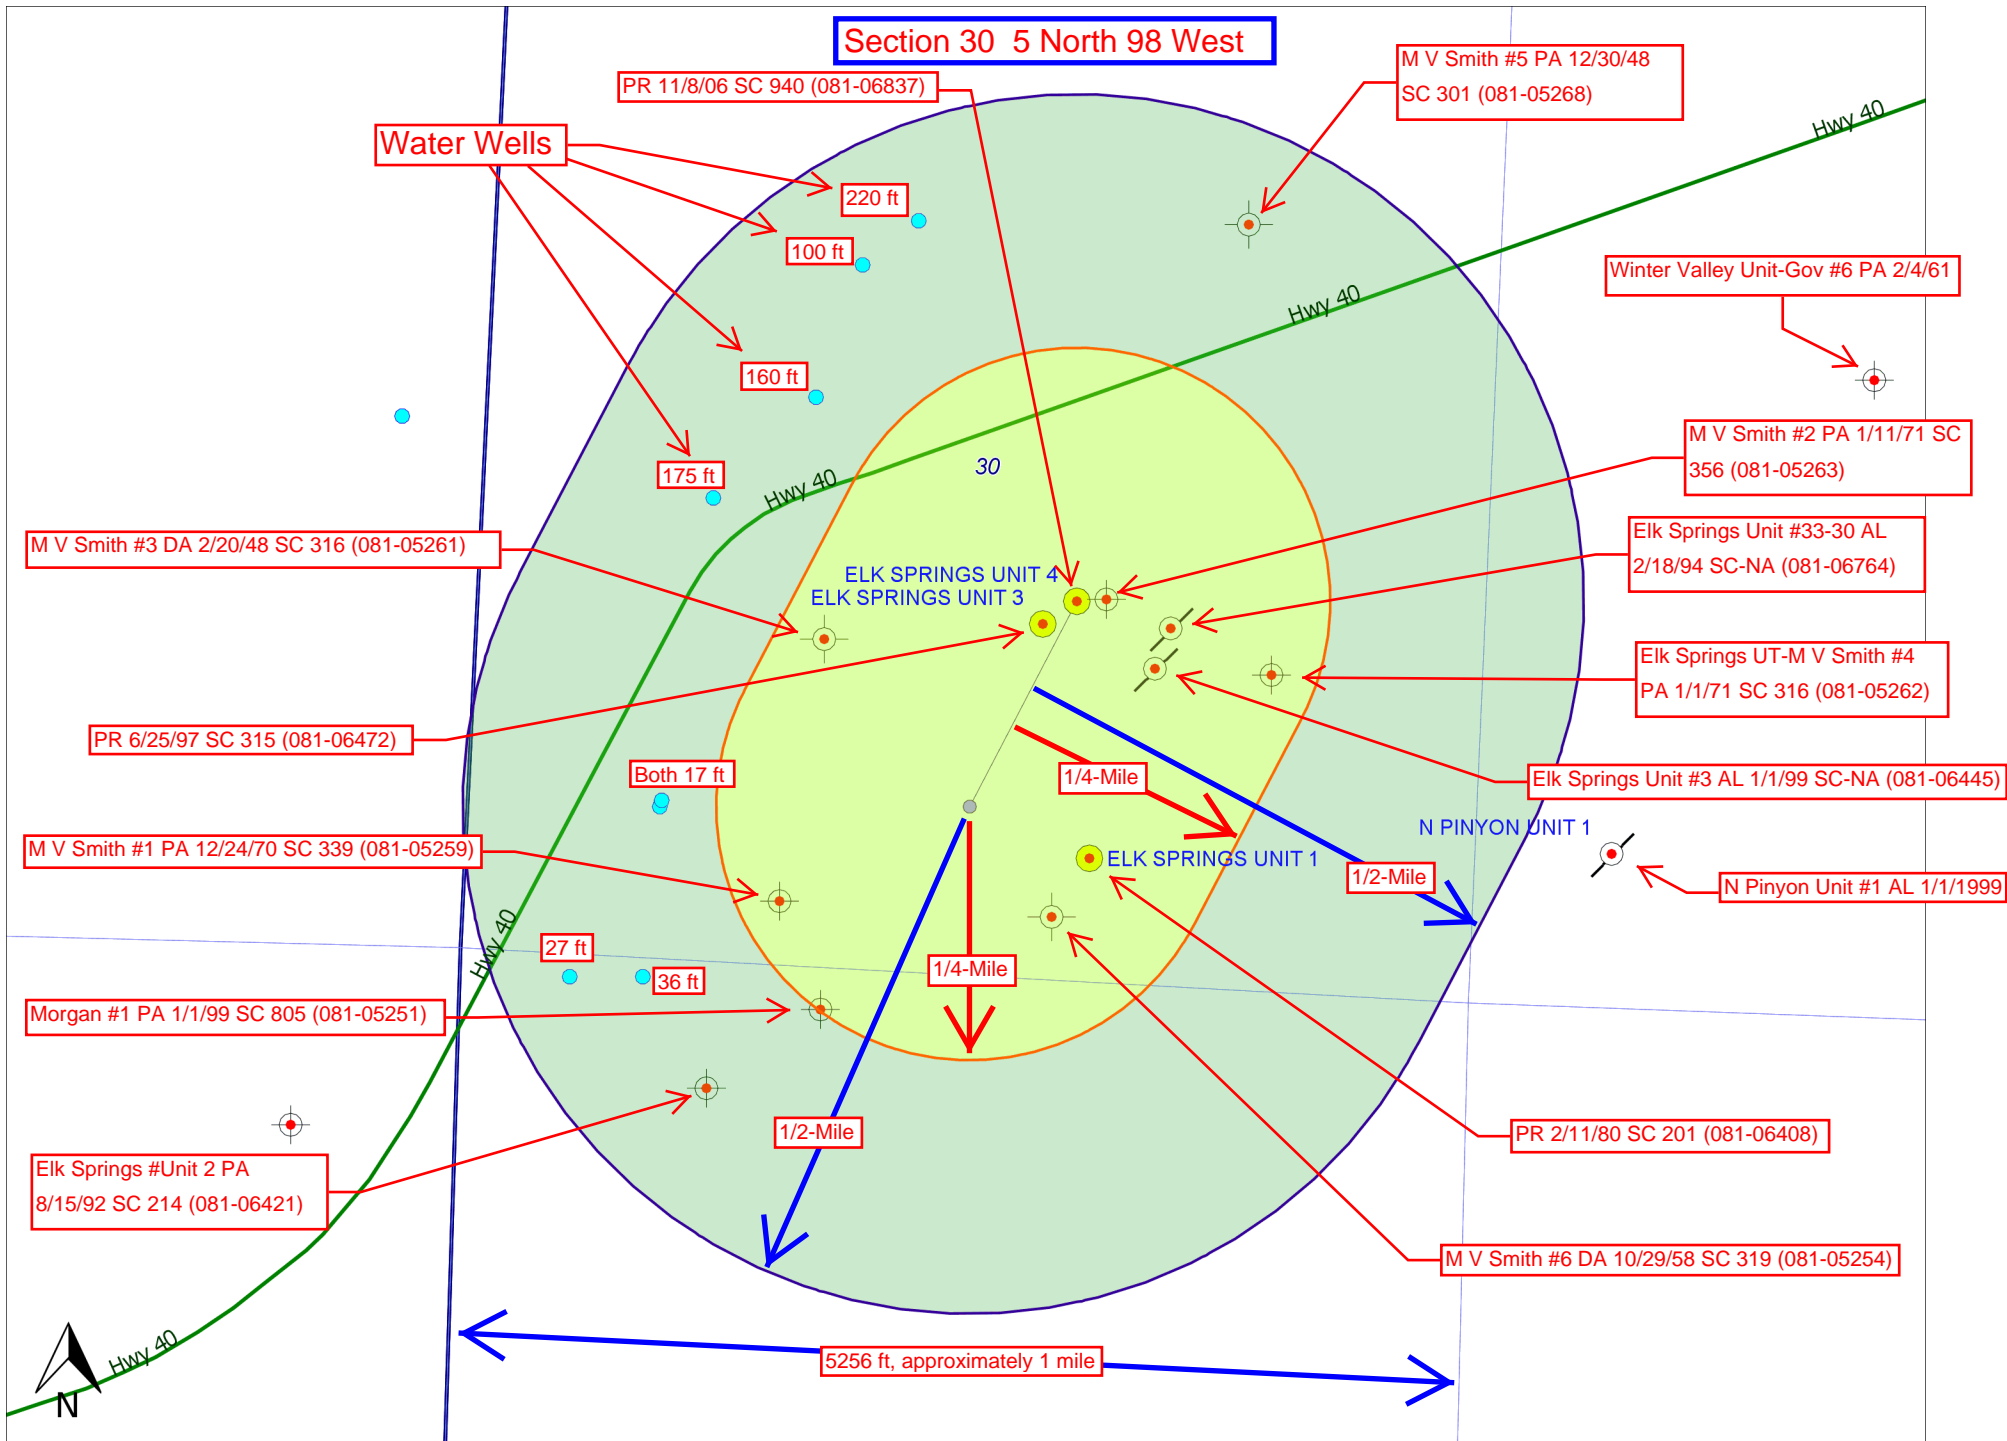 Section 30  5 North 98 West
M V Smith #5 PA 12/30/48
SC 301 (081-05268)
PR 11/8/06 SC 940 (081-06837)
Hwy 40
Water Wells
220 ft
100 ft
Winter Valley Unit-Gov #6 PA 2/4/61
Hwy 40
160 ft
M V Smith #2 PA 1/11/71 SC
356 (081-05263)
30
175 ft
Hwy 40
M V Smith #3 DA 2/20/48 SC 316 (081-05261)
Elk Springs Unit #33-30 AL
2/18/94 SC-NA (081-06764)
ELK SPRINGS UNIT 4
ELK SPRINGS UNIT 3
Elk Springs UT-M V Smith #4
PA 1/1/71 SC 316 (081-05262)
PR 6/25/97 SC 315 (081-06472)
Both 17 ft
1/4-Mile
Elk Springs Unit #3 AL 1/1/99 SC-NA (081-06445)
N PINYON UNIT 1
M V Smith #1 PA 12/24/70 SC 339 (081-05259)
ELK SPRINGS UNIT 1
1/2-Mile
N Pinyon Unit #1 AL 1/1/1999
Hwy 40
27 ft
36 ft
1/4-Mile
Morgan #1 PA 1/1/99 SC 805 (081-05251)
1/2-Mile
PR 2/11/80 SC 201 (081-06408)
Elk Springs #Unit 2 PA
8/15/92 SC 214 (081-06421)
M V Smith #6 DA 10/29/58 SC 319 (081-05254)
Hwy 40
5256 ft, approximately 1 mile
N